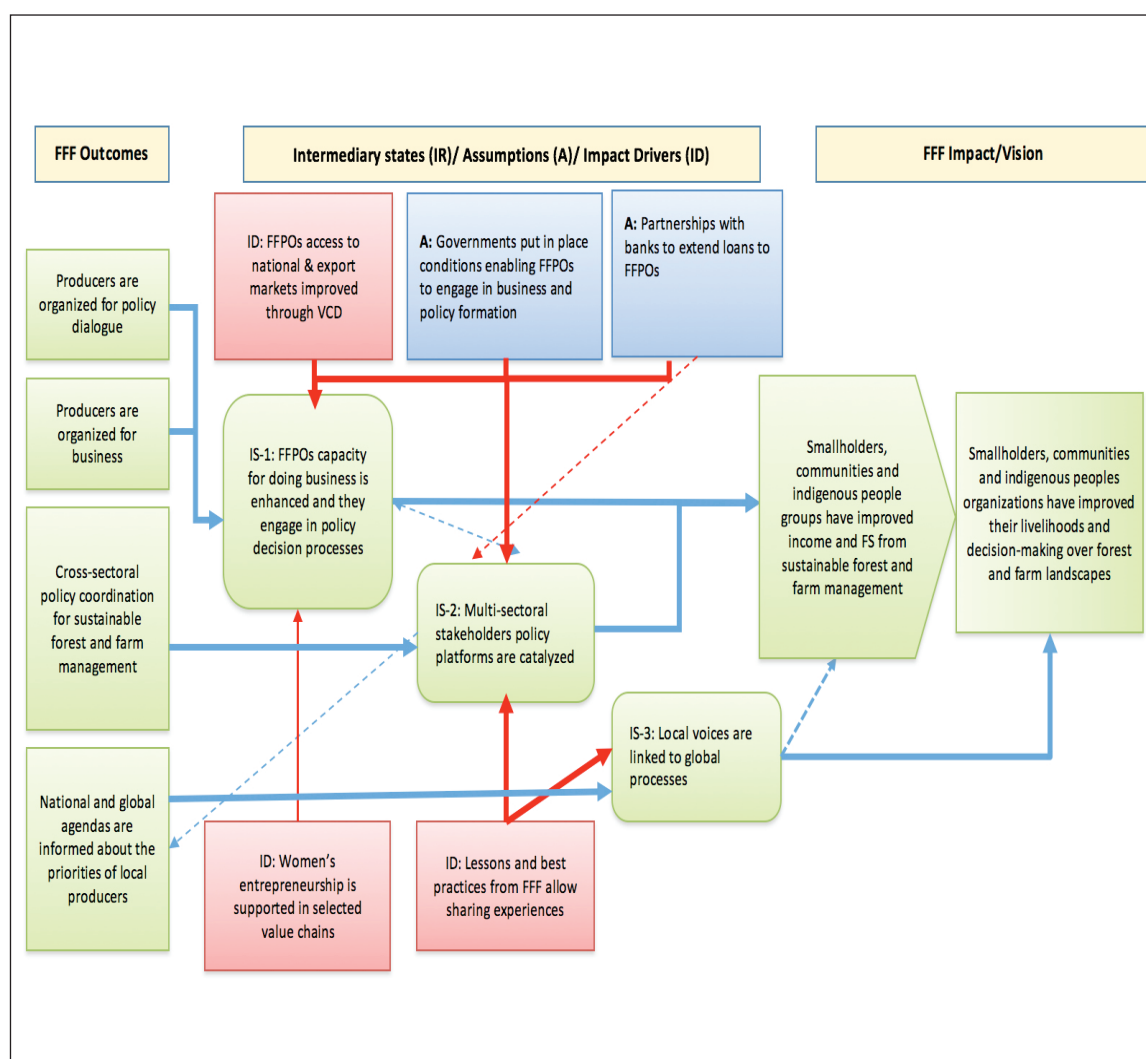 FFF Outcomes
Intermediary states (IR)/ Assumptions (A)/ Impact Drivers (ID)
FFF Impact/Vision
ID: FFPOs access to
national & export
markets improved
through VCD
A: Governments put in place
conditions enabling FFPOs
to engage in business and
policy formation
A: Partnerships with
banks to extend loans to
FFPOs
Producers are
organized for policy
dialogue
Producers are
organized for
business
Cross-sectoral
policy coordination
for sustainable
forest and farm
management
National and global
agendas are
informed about the
priorities of local
producers
IS-1: FFPOs capacity
for doing business is
enhanced and they
engage in policy
decision processes
IS-2: Multi-sectoral
stakeholders policy
platforms are catalyzed
IS-3: Local voices are
linked to global
processes
ID: Women’s
entrepreneurship is
supported in selected
value chains
ID: Lessons and best
practices from FFF allow
sharing experiences
Smallholders,
communities and
indigenous people
groups have improved
income and FS from
sustainable forest and
farm management
Smallholders, communities
and indigenous peoples
organizations have improved
their livelihoods and
decision-making over forest
and farm landscapes